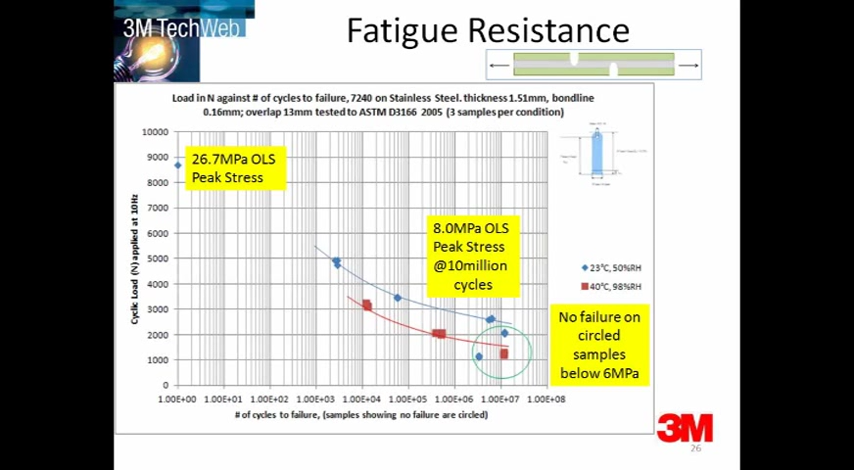 3M TechWeb
Fatigue Resistance
Load in N against # of cycles to failure, 7240 on Stainless Steel. thickness 1.51mm, bondline
0.16mm; overlap 13mm tested to ASTM D3166 2005 (3 samples per condition)
Cyclic Load (N) applied at 10Hz
10000
9000
8000
7000
6000
5000
4000
3000
2000
1000
0
26.7MPa OLS
Peak Stress
8.0MPa OLS
Peak Stress
@10million
cycles
23°C, 50%RH
40°C, 98%RH
No failure on
circled
samples
below 6MPa
1.00E+00 1.00E+01 1.00E+02 1.00E+03 1.00E+04 1.00E+05 1.00E+06 1.00E+07 1.00E+08
# of cycles to failure, (samples showing no failure are circled)
3M
26